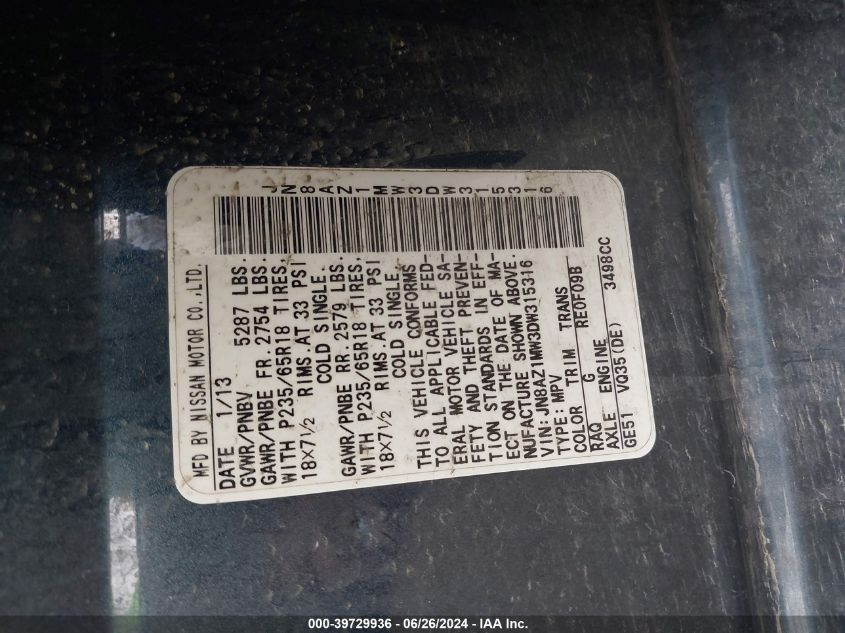 MFD BY NISSAN MOTOR CO.,LTD.
JN8AZ1MW3DW315316
DATE 1/13
GVWR/PNBV 5287 LBS.
GAWR/PNBE FR. 2754 LBS.
WITH P235/65R18 TIRES,
18X7½ RIMS.AT 33 PSI
COLD SINGLE.
GAWR/PNBE RR. 2579 LBS.
WITH P235/65R18 TIRES,
18X7½ RIMS.AT 33 PSI
COLD SINGLE.
THIS VEHICLE CONFORMS
TO ALL APPLICABLE FED-
ERAL MOTOR VEHICLE SA-
FETY AND THEFT PREVEN-
TION STANDARDS IN EFF-
ECT ON THE DATE OF MA-
NUFACTURE SHOWN ABOVE.
VIN: JN8AZ1MW3DW315316
TYPE: MPV
COLOR TRIM TRANS
RAQ G RE0F09B
AXLE ENGINE
GE51 VQ35(DE) 3498CC
000-39729936 - 06/26/2024 - IAA Inc.